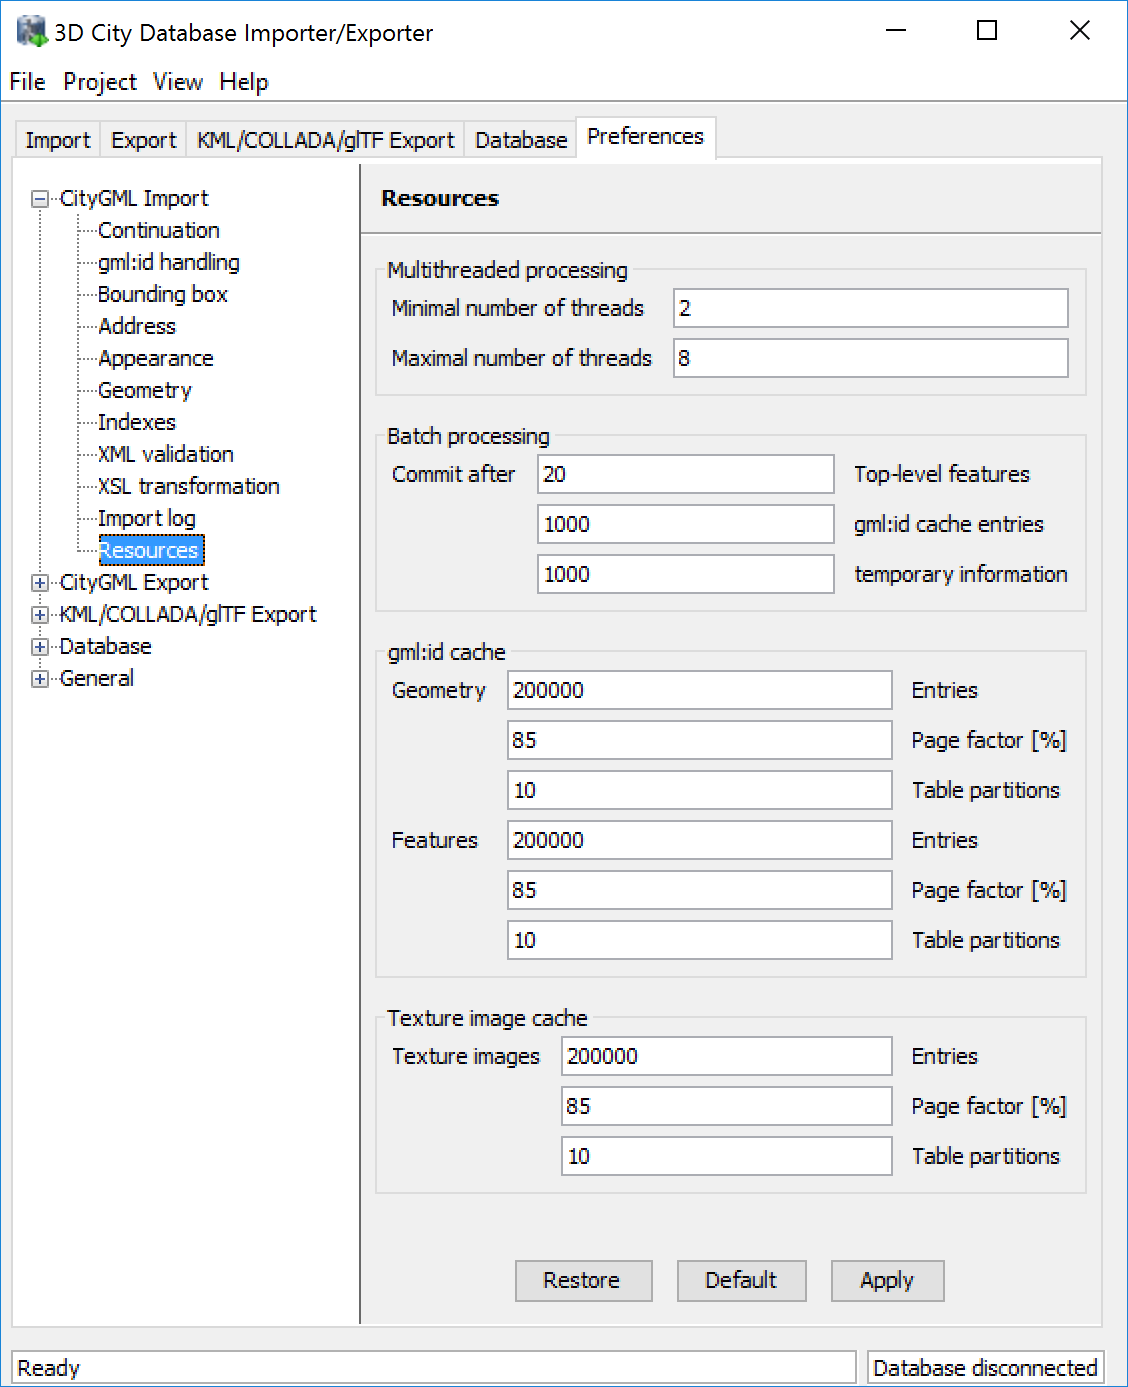 3D City Database Importer/Exporter
File Project View Help
Import Export KML/COLLADA/glTF Export Database Preferences
CityGML Import
Continuation
gml:id handling
Bounding box
Address
Appearance
Geometry
Indexes
XML validation
XSL transformation
Import log
Resources
CityGML Export
KML/COLLADA/glTF Export
Database
General
Resources
Multithreaded processing
Minimal number of threads 2
Maximal number of threads 8
Batch processing
Commit after 20 Top-level features
1000 gml:id cache entries
1000 temporary information
gml:id cache
Geometry 200000 Entries
85 Page factor [%]
10 Table partitions
Features 200000 Entries
85 Page factor [%]
10 Table partitions
Texture image cache
Texture images 200000 Entries
85 Page factor [%]
10 Table partitions
Restore Default Apply
Ready Database disconnected